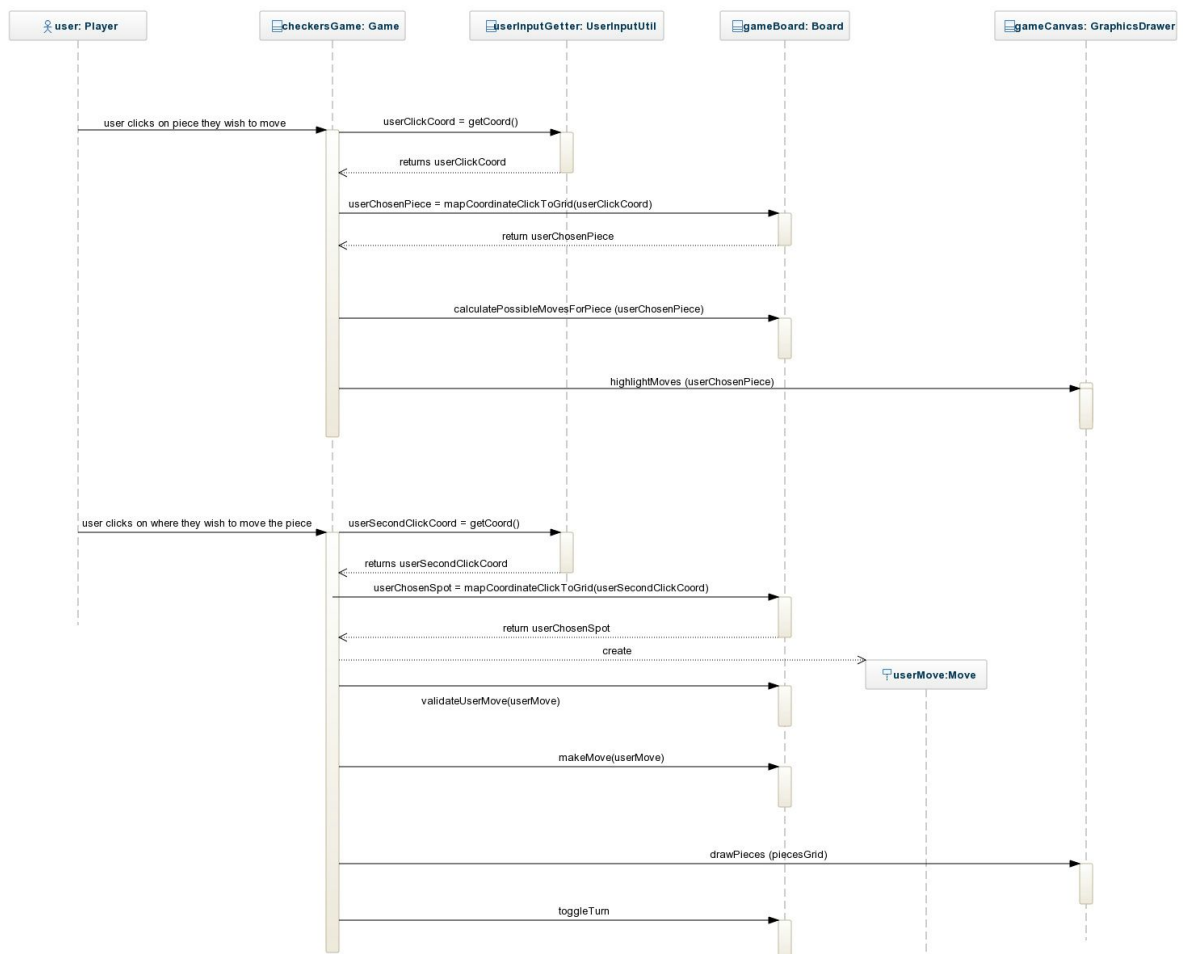 user: Player
checkersGame: Game
userInputGetter: UserInputUtil
gameBoard: Board
gameCanvas: GraphicsDrawer
user clicks on piece they wish to move
userClickCoord = getCoord()
returns userClickCoord
userChosenPiece = mapCoordinateClickToGrid(userClickCoord)
return userChosenPiece
calculatePossibleMovesForPiece (userChosenPiece)
highlightMoves (userChosenPiece)
user clicks on where they wish to move the piece
userSecondClickCoord = getCoord()
returns userSecondClickCoord
userChosenSpot = mapCoordinateClickToGrid(userSecondClickCoord)
return userChosenSpot
create
userMove:Move
validateUserMove(userMove)
makeMove(userMove)
drawPieces (piecesGrid)
toggleTurn